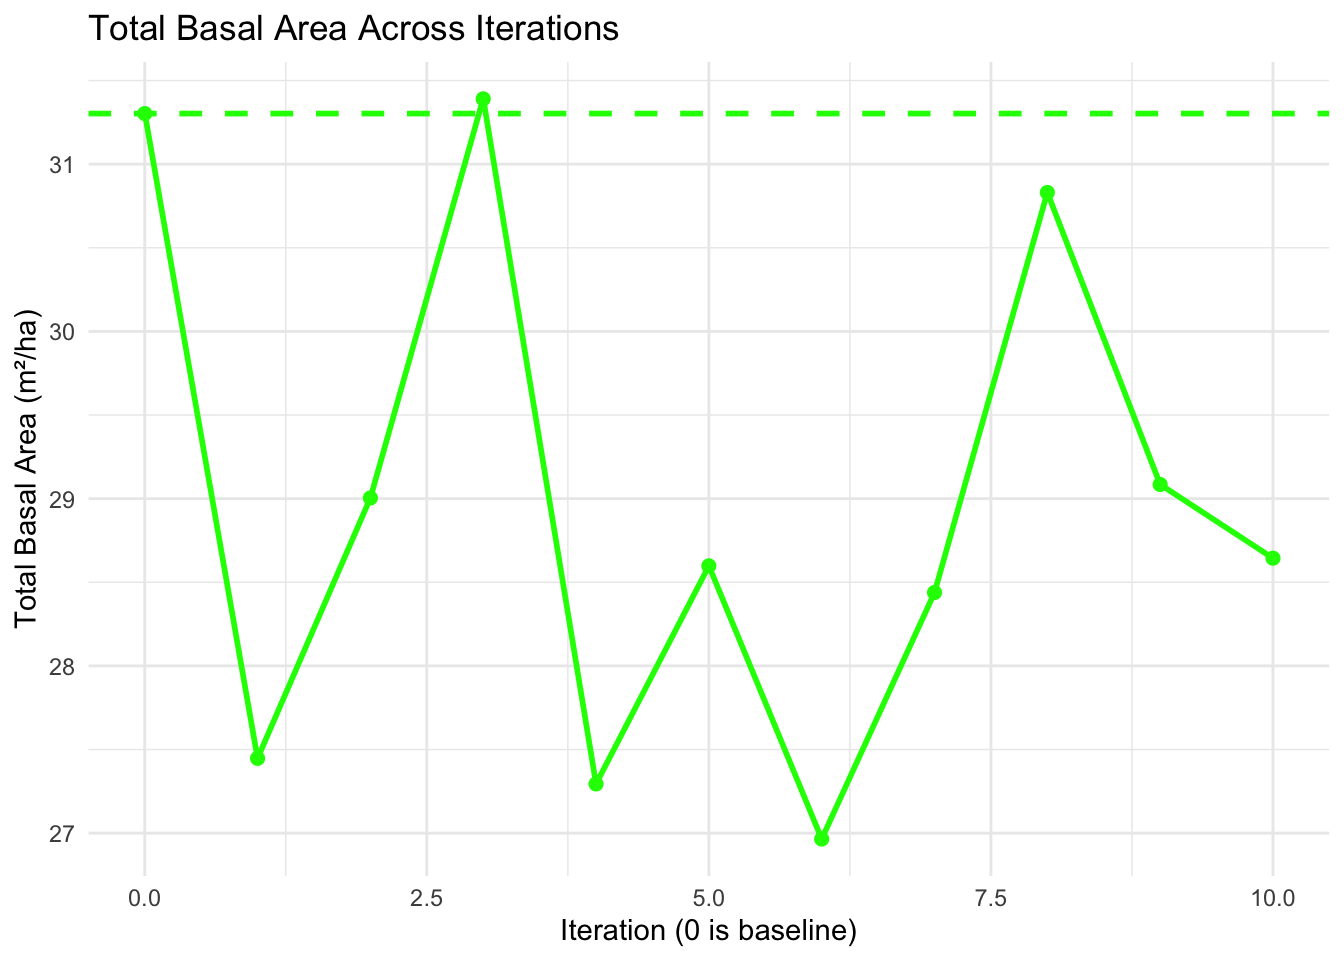 Total Basal Area Across Iterations
Total Basal Area (m²/ha)
31
30
29
28
27
0.0 2.5 5.0 7.5 10.0
Iteration (0 is baseline)